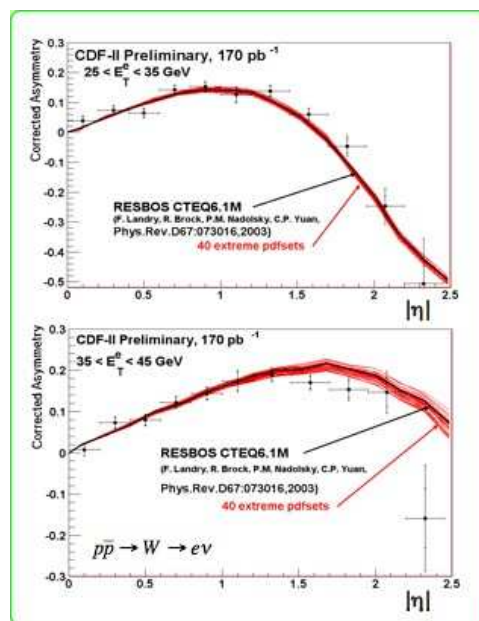 CDF-II Preliminary, 170 pb⁻¹
25 < E_T^e < 35 GeV
Corrected Asymmetry
0.3
0.2
0.1
0
-0.1
-0.2
-0.3
-0.4
-0.5
RESBOS CTEQ6.1M
(F. Landry, R. Brock, P.M. Nadolsky, C.P. Yuan,
Phys.Rev.D67:073016,2003)
40 extreme pdfsets
0 0.5 1 1.5 2 2.5
|η|
CDF-II Preliminary, 170 pb⁻¹
35 < E_T^e < 45 GeV
Corrected Asymmetry
0.3
0.2
0.1
0
-0.1
-0.2
-0.3
RESBOS CTEQ6.1M
(F. Landry, R. Brock, P.M. Nadolsky, C.P. Yuan,
Phys.Rev.D67:073016,2003)
40 extreme pdfsets
pp̄ → W → eν
0 0.5 1 1.5 2 2.5
|η|